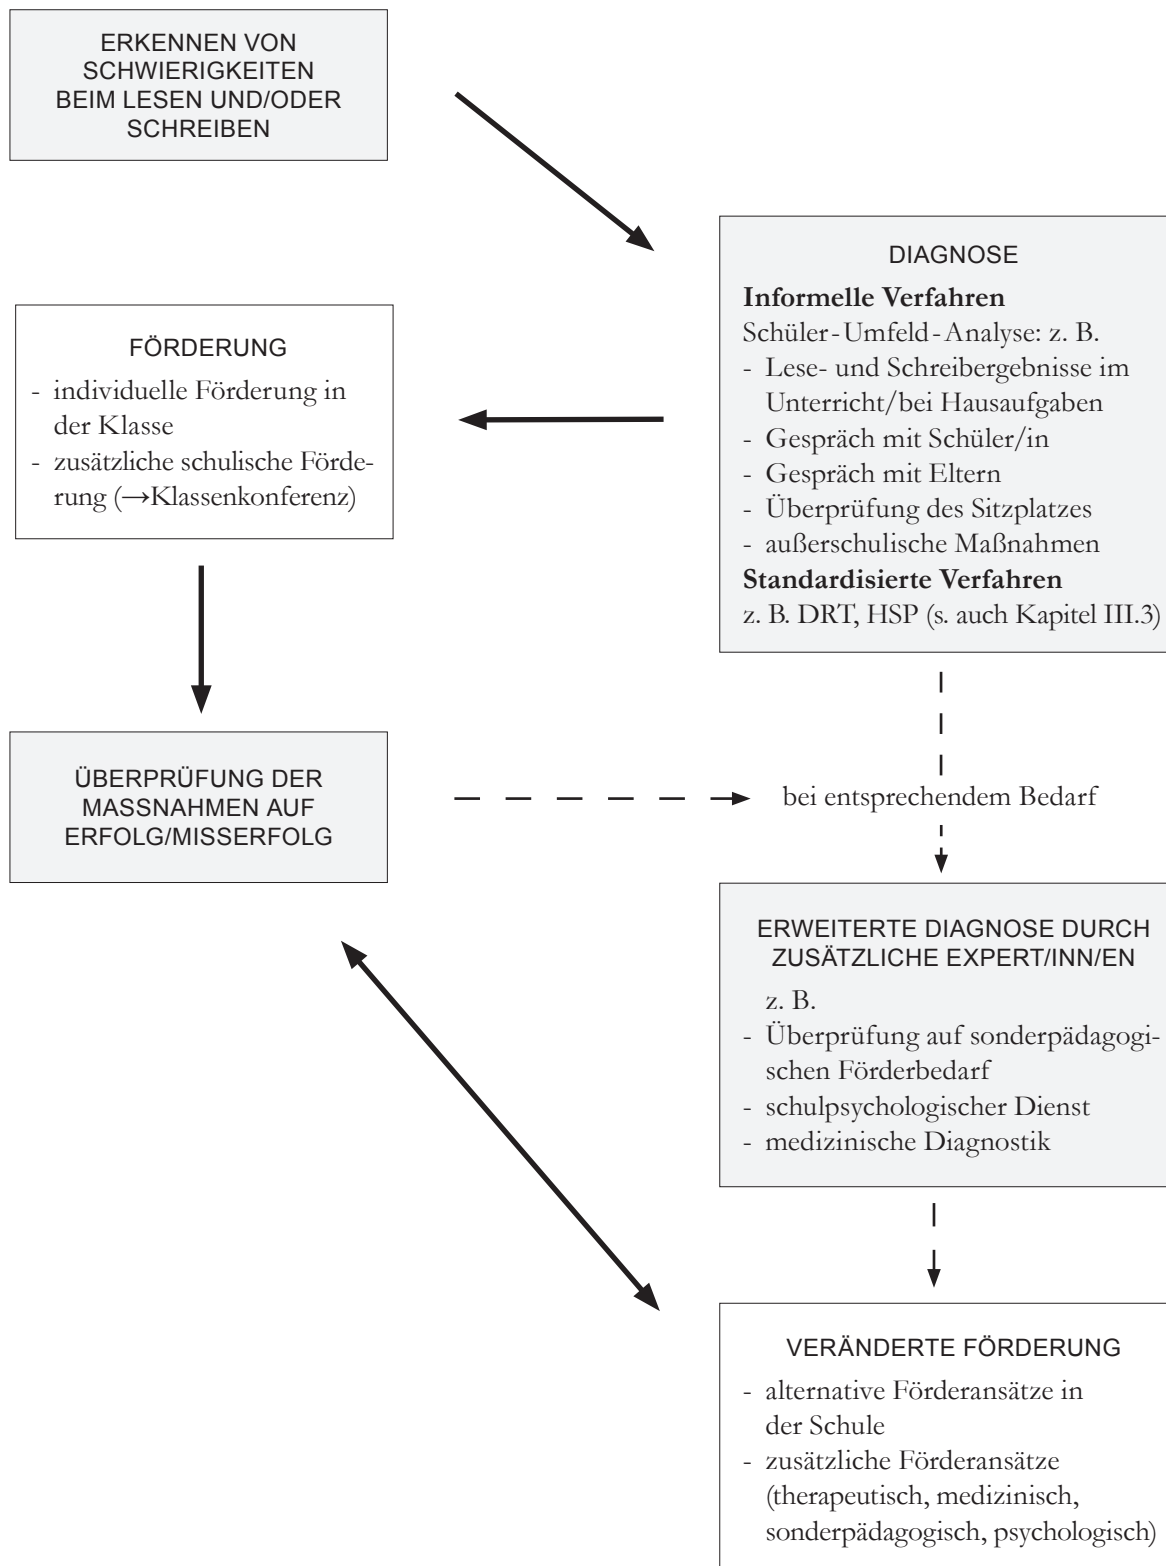 ERKENNEN VON
SCHWIERIGKEITEN
BEIM LESEN UND/ODER
SCHREIBEN
DIAGNOSE
Informelle Verfahren
Schüler-Umfeld-Analyse: z. B.
- Lese- und Schreibergebnisse im
Unterricht/bei Hausaufgaben
- Gespräch mit Schüler/in
- Gespräch mit Eltern
- Überprüfung des Sitzplatzes
- außerschulische Maßnahmen
Standardisierte Verfahren
z. B. DRT, HSP (s. auch Kapitel III.3)
FÖRDERUNG
- individuelle Förderung in
der Klasse
- zusätzliche schulische Förde-
rung (→Klassenkonferenz)
ÜBERPRÜFUNG DER
MASSNAHMEN AUF
ERFOLG/MISSERFOLG
bei entsprechendem Bedarf
ERWEITERTE DIAGNOSE DURCH
ZUSÄTZLICHE EXPERT/INN/EN
z. B.
- Überprüfung auf sonderpädagogi-
schen Förderbedarf
- schulpsychologischer Dienst
- medizinische Diagnostik
VERÄNDERTE FÖRDERUNG
- alternative Förderansätze in
der Schule
- zusätzliche Förderansätze
(therapeutisch, medizinisch,
sonderpädagogisch, psychologisch)